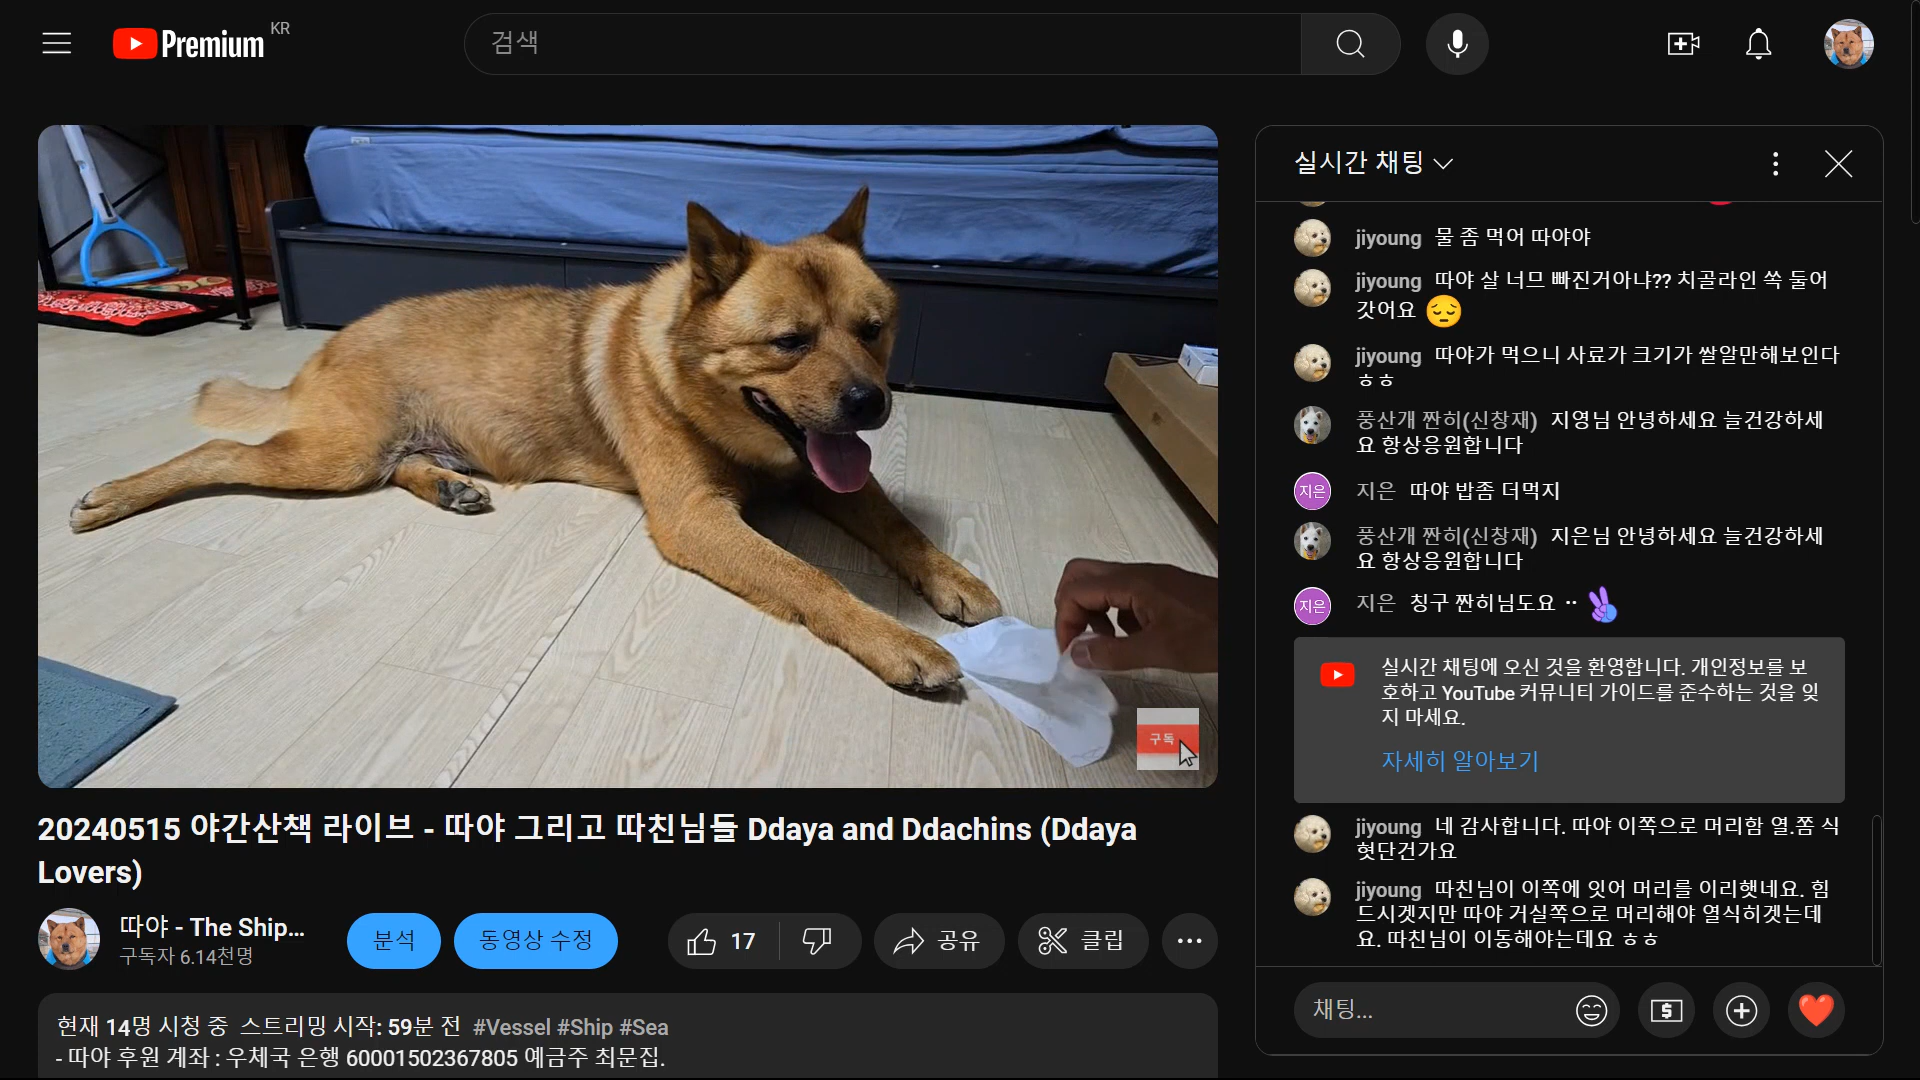 Premium KR
검색
실시간 채팅
jiyoung 물 좀 먹어 따야야
jiyoung 따야 살 너므 빠진거아냐?? 치골라인 쏙 둘어
갓어요 😔
jiyoung 따야가 먹으니 사료가 크기가 쌀알만해보인다
ㅎㅎ
풍산개 짠히(신창재) 지영님 안녕하세요 늘건강하세
요 항상응원합니다
지은 지은 따야 밥좀 더먹지
풍산개 짠히(신창재) 지은님 안녕하세요 늘건강하세
요 항상응원합니다
지은 지은 칭구 짠히님도요 ··
실시간 채팅에 오신 것을 환영합니다. 개인정보를 보
호하고 YouTube 커뮤니티 가이드를 준수하는 것을 잊
지 마세요.
자세히 알아보기
jiyoung 네 감사합니다. 따야 이쪽으로 머리함 열.쫌 식
혓단건가요
jiyoung 따친님이 이쪽에 잇어 머리를 이리햇네요. 힘
드시겟지만 따야 거실쪽으로 머리해야 열식히겟는데
요. 따친님이 이동해야는데요 ㅎㅎ
채팅...
구독
20240515 야간산책 라이브 - 따야 그리고 따친님들 Ddaya and Ddachins (Ddaya
Lovers)
따야 - The Ship...
구독자 6.14천명
분석
동영상 수정
17
공유
클립
현재 14명 시청 중 스트리밍 시작: 59분 전 #Vessel #Ship #Sea
- 따야 후원 계좌 : 우체국 은행 60001502367805 예금주 최문집.